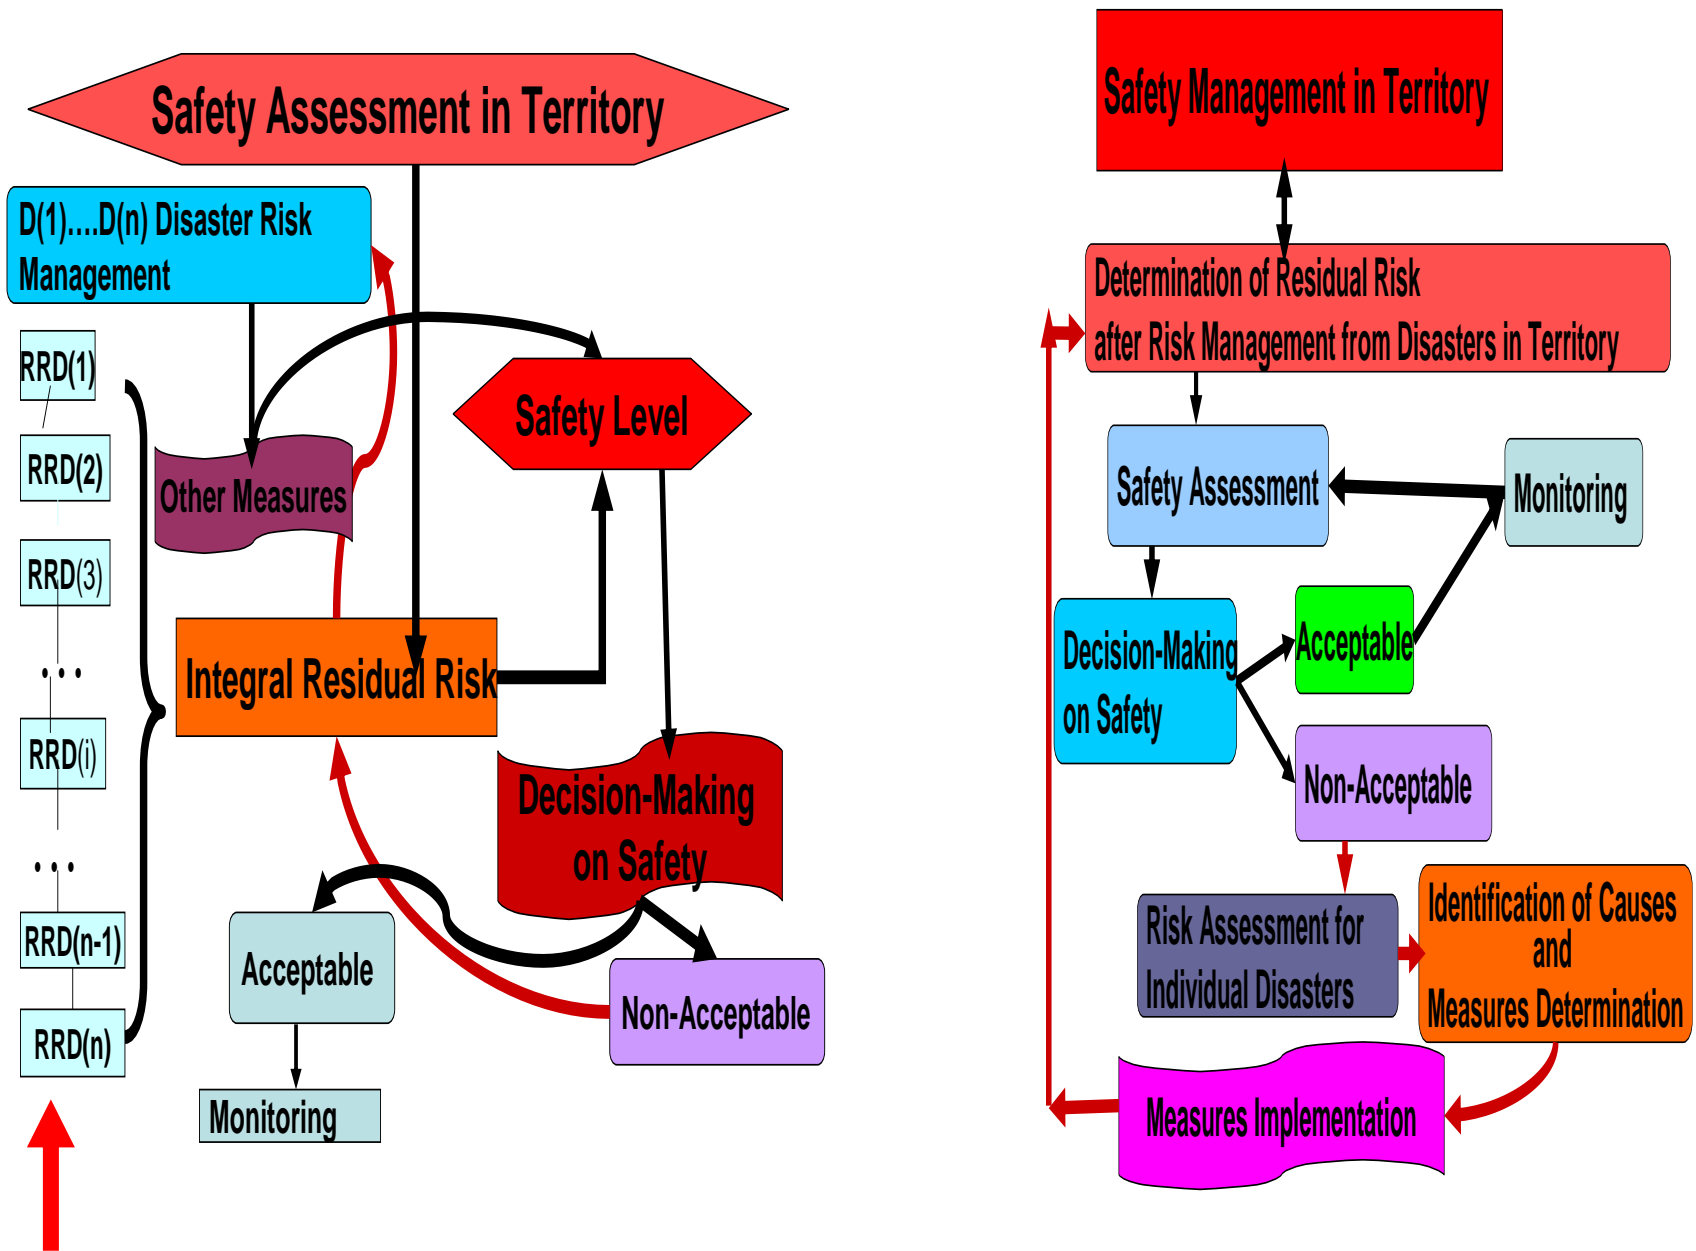 Safety Assessment in Territory
D(1)....D(n) Disaster Risk
Management
RRD(1)
RRD(2)
RRD(3)
...
RRD(i)
...
RRD(n-1)
RRD(n)
Other Measures
Safety Level
Integral Residual Risk
Decision-Making
on Safety
Acceptable
Non-Acceptable
Monitoring
Safety Management in Territory
Determination of Residual Risk
after Risk Management from Disasters in Territory
Safety Assessment
Monitoring
Decision-Making
on Safety
Acceptable
Non-Acceptable
Risk Assessment for
Individual Disasters
Identification of Causes
and
Measures Determination
Measures Implementation